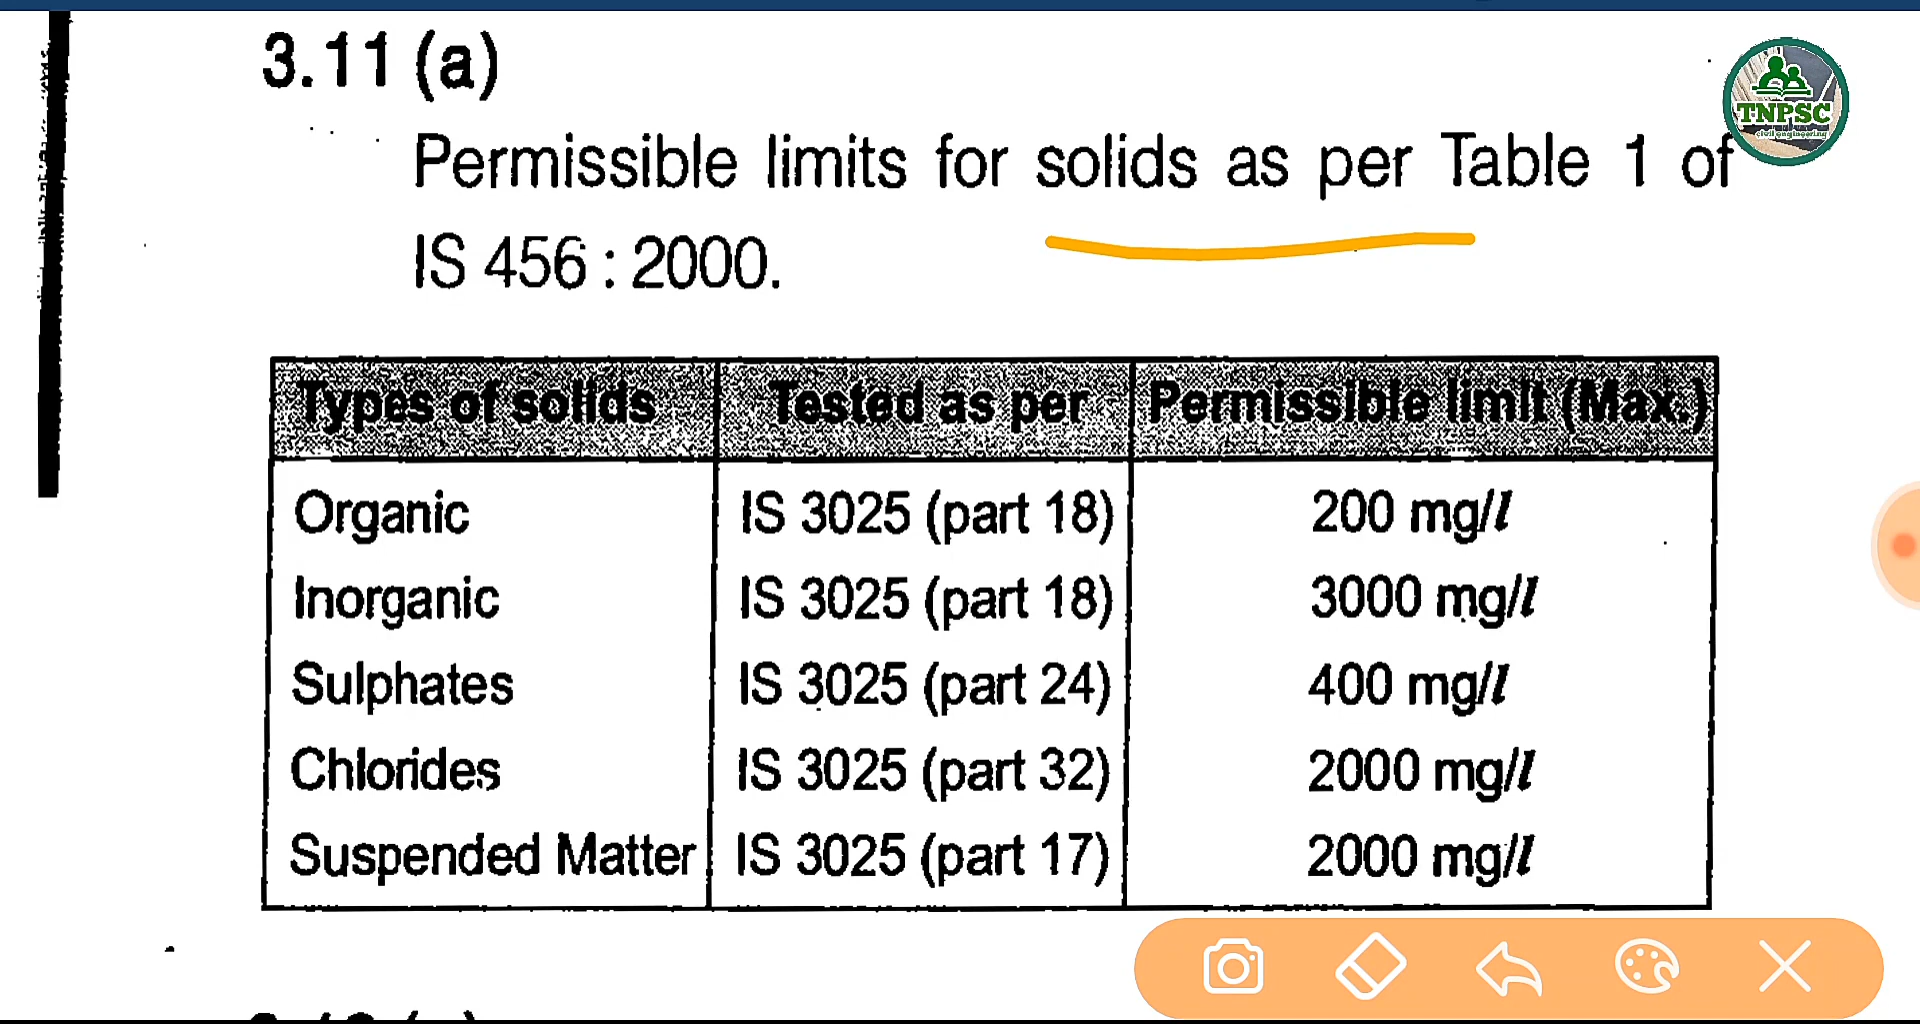 3.11 (a)
TNPSC
civil engineering
Permissible limits for solids as per Table 1 of
IS 456 : 2000.
Types of solids Tested as per Permissible limit (Max.)
Organic IS 3025 (part 18) 200 mg/l
Inorganic IS 3025 (part 18) 3000 mg/l
Sulphates IS 3025 (part 24) 400 mg/l
Chlorides IS 3025 (part 32) 2000 mg/l
Suspended Matter IS 3025 (part 17) 2000 mg/l